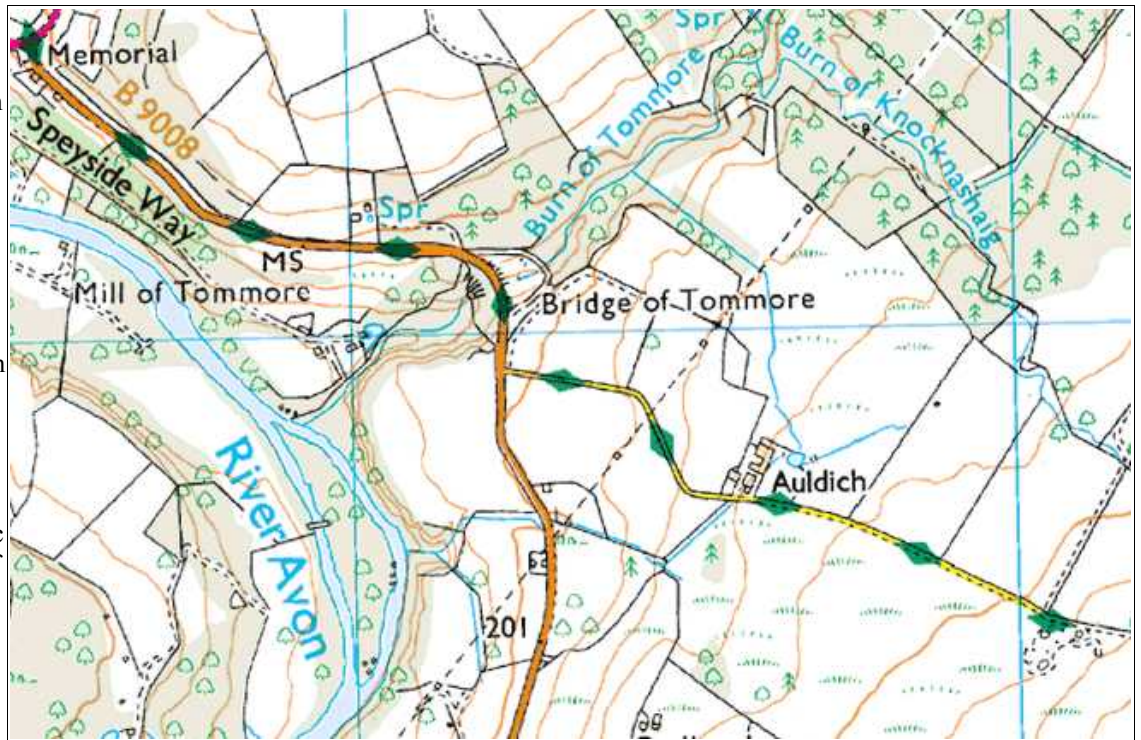 Spr
Memorial
B 9008
Burn of Knocknashaig
Burn of Tommore
Speyside Way
Spr
MS
Mill of Tommore
Bridge of Tommore
River Avon
Auldich
201